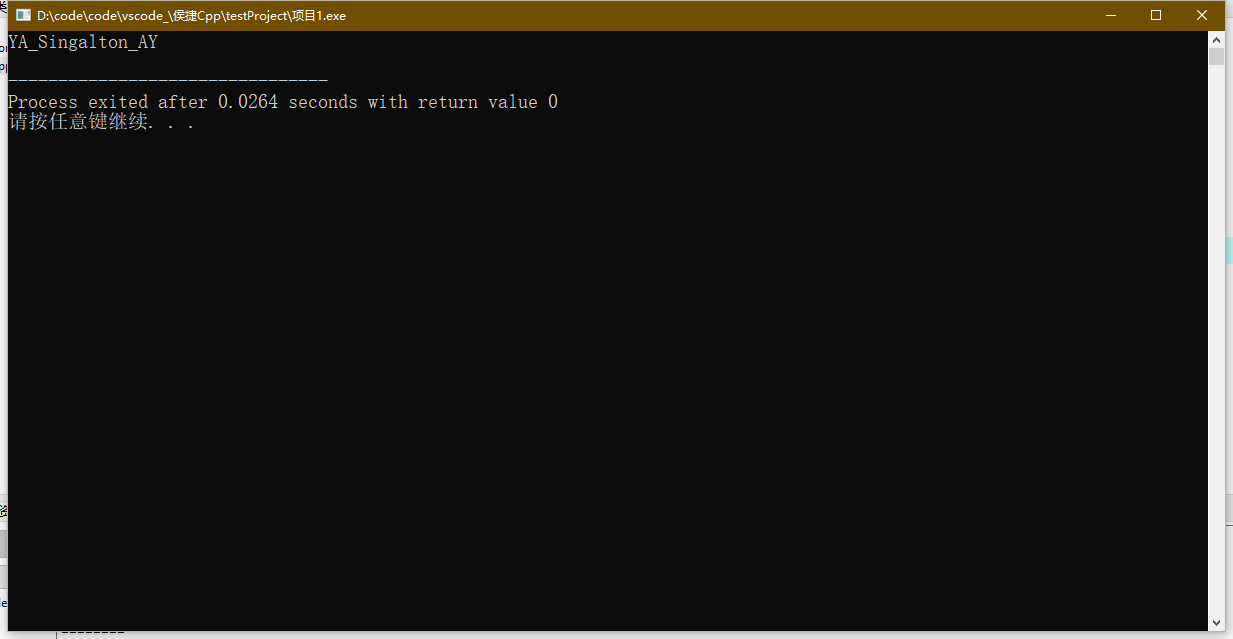 D:\code\code\vscode_\侯捷Cpp\testProject\项目1.exe
YA_Singalton_AY
--------------------------------
Process exited after 0.0264 seconds with return value 0
请按任意键继续. . .